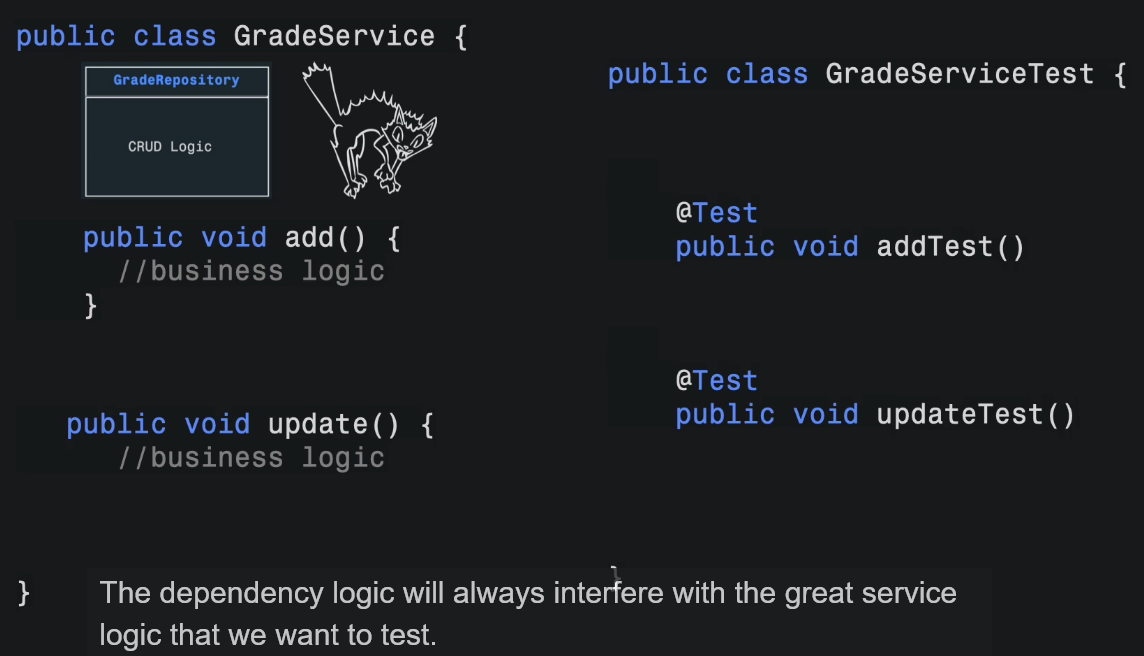 public class GradeService {
GradeRepository
CRUD Logic
public void add() {
//business logic
}
public void update() {
//business logic
}
public class GradeServiceTest {
@Test
public void addTest()
@Test
public void updateTest()
}
The dependency logic will always interfere with the great service
logic that we want to test.